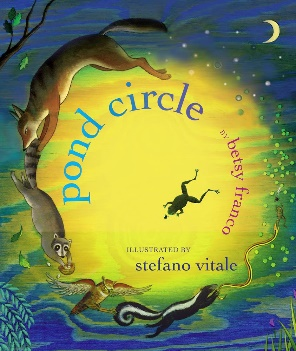 pond circle
BY betsy franco
ILLUSTRATED BY
stefano vitale